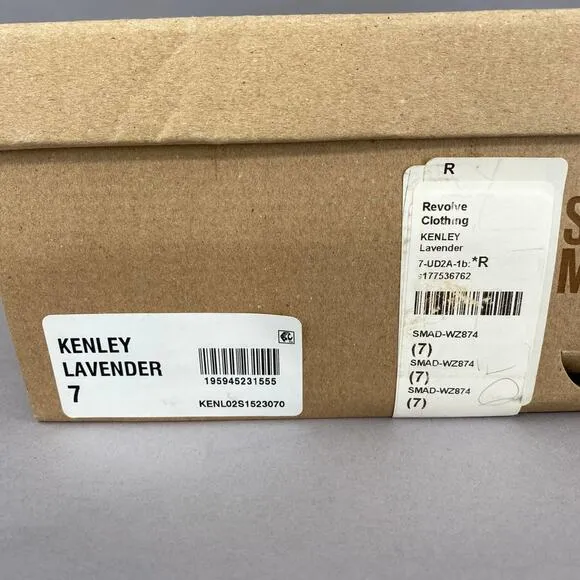 KENLEY
LAVENDER
7
195945231555
KENL02S1523070
R
Revolve
Clothing
KENLEY
Lavender
7-UD2A-1b: *R
SMAD-WZ874
(7)
SMAD-WZ874
(7)
SMAD-WZ874
(7)
S
M